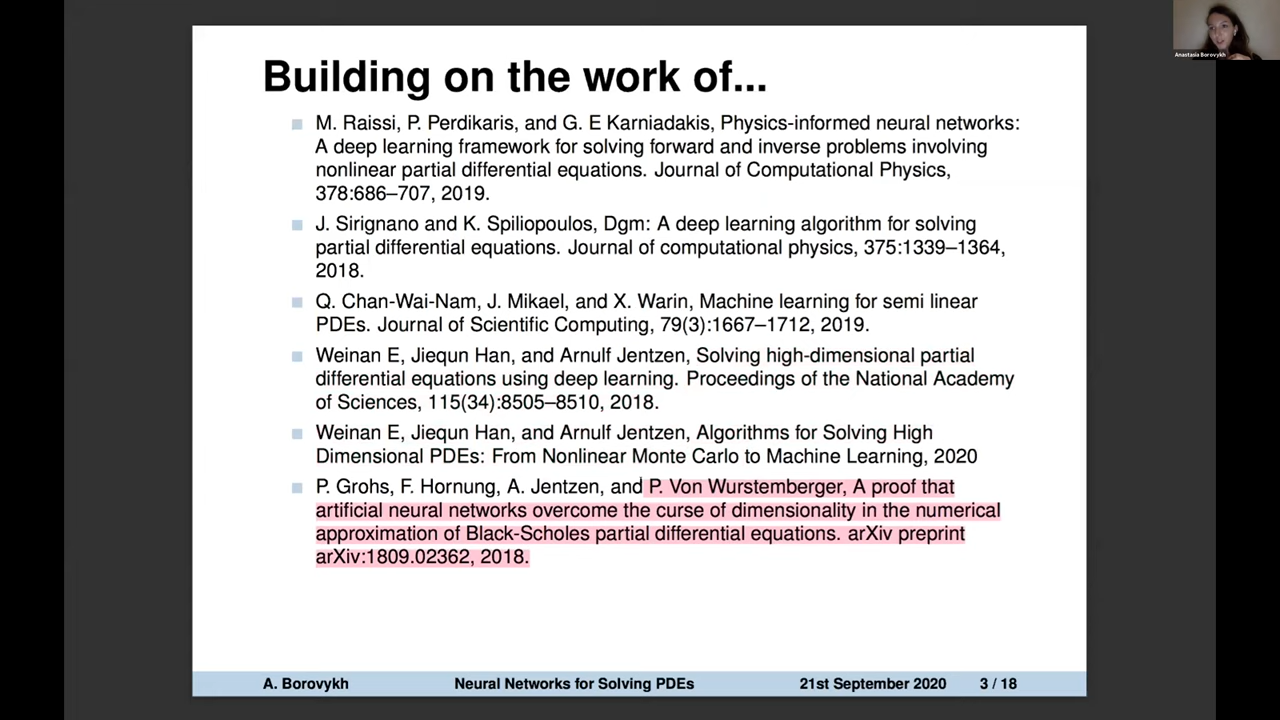 Building on the work of...
M. Raissi, P. Perdikaris, and G. E Karniadakis, Physics-informed neural networks:
A deep learning framework for solving forward and inverse problems involving
nonlinear partial differential equations. Journal of Computational Physics,
378:686–707, 2019.
J. Sirignano and K. Spiliopoulos, Dgm: A deep learning algorithm for solving
partial differential equations. Journal of computational physics, 375:1339–1364,
2018.
Q. Chan-Wai-Nam, J. Mikael, and X. Warin, Machine learning for semi linear
PDEs. Journal of Scientific Computing, 79(3):1667–1712, 2019.
Weinan E, Jiequn Han, and Arnulf Jentzen, Solving high-dimensional partial
differential equations using deep learning. Proceedings of the National Academy
of Sciences, 115(34):8505–8510, 2018.
Weinan E, Jiequn Han, and Arnulf Jentzen, Algorithms for Solving High
Dimensional PDEs: From Nonlinear Monte Carlo to Machine Learning, 2020
P. Grohs, F. Hornung, A. Jentzen, and P. Von Wurstemberger, A proof that
artificial neural networks overcome the curse of dimensionality in the numerical
approximation of Black-Scholes partial differential equations. arXiv preprint
arXiv:1809.02362, 2018.
A. Borovykh Neural Networks for Solving PDEs 21st September 2020 3 / 18
Anastasia Borovykh